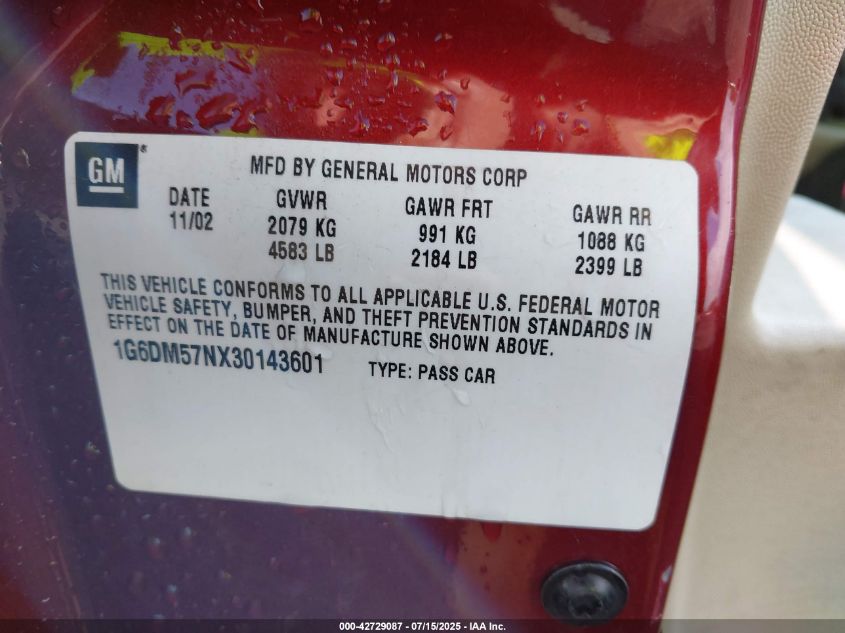 GM®
MFD BY GENERAL MOTORS CORP
DATE GVWR GAWR FRT GAWR RR
11/02 2079 KG 991 KG 1088 KG
4583 LB 2184 LB 2399 LB
THIS VEHICLE CONFORMS TO ALL APPLICABLE U.S. FEDERAL MOTOR
VEHICLE SAFETY, BUMPER, AND THEFT PREVENTION STANDARDS IN
EFFECT ON THE DATE OF MANUFACTURE SHOWN ABOVE.
1G6DM57NX30143601 TYPE: PASS CAR
000-42729087 - 07/15/2025 - IAA Inc.